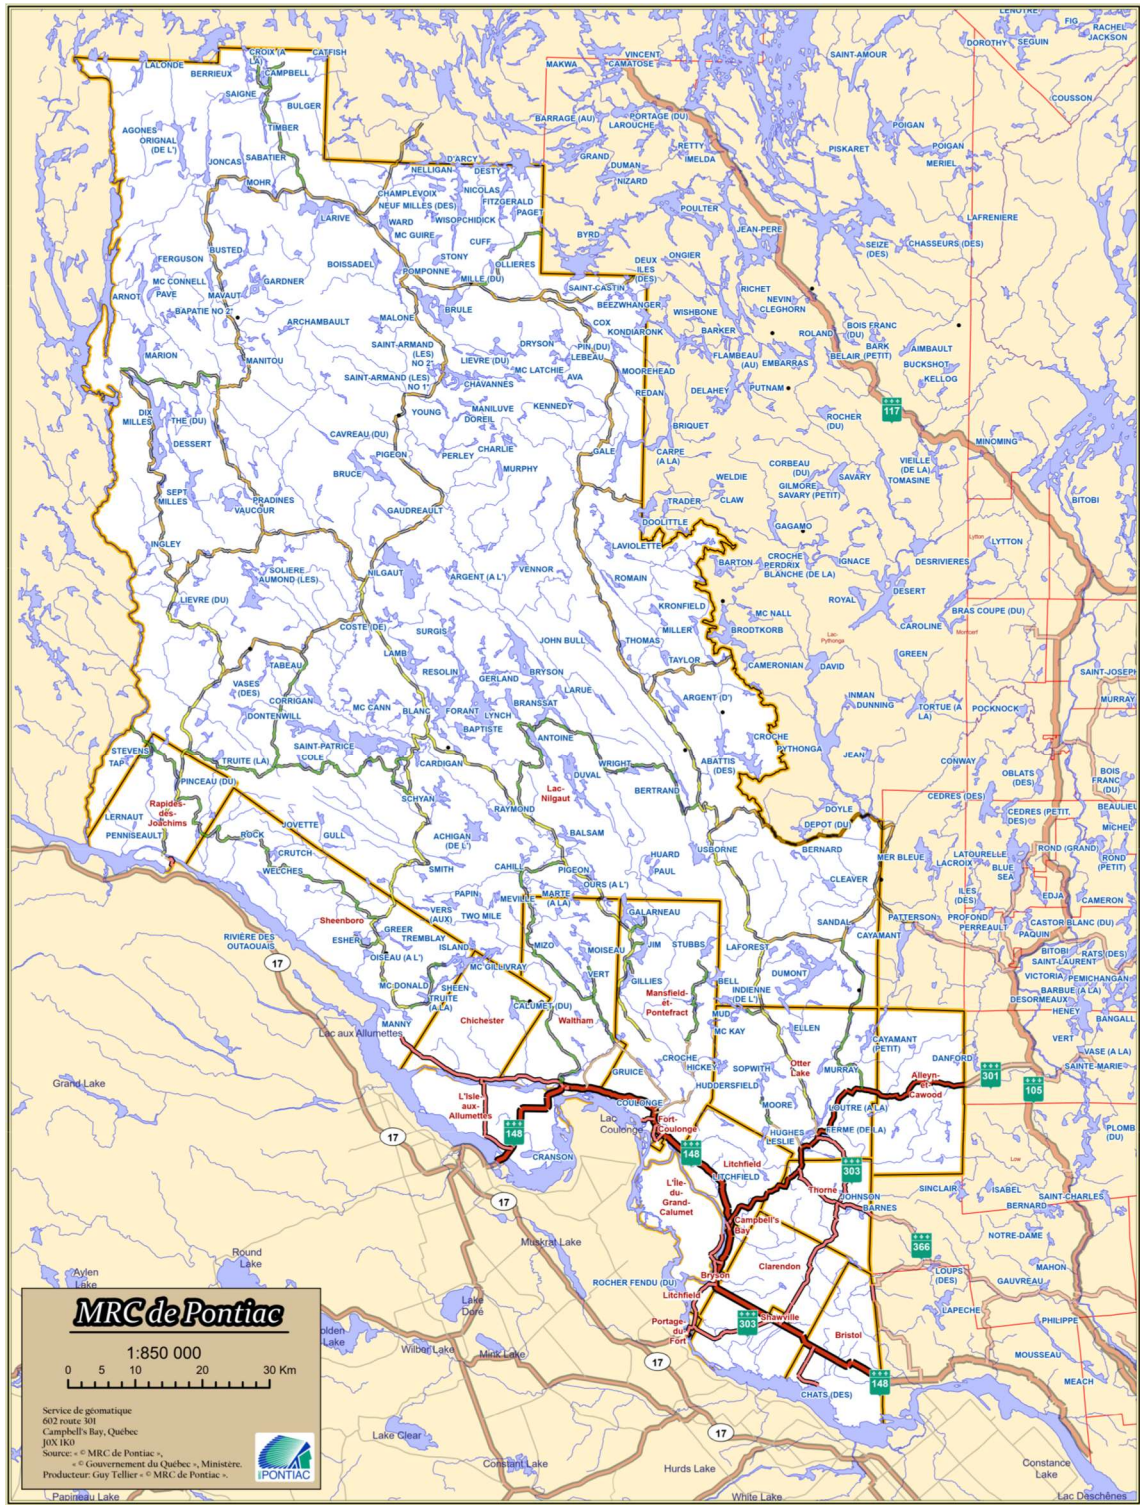 LENOTRE
FIG
RACHEL
JACKSON
DOROTHY
SEGUIN
CROIX (A
LA)
CATFISH
VINCENT
CAMATOSE
MAKWA
SAINT-AMOUR
LALONDE
BERRIEUX
CAMPBELL
SAIGNE
BULGER
COUSSON
BARRAGE (AU)
PORTAGE (DU)
LAROUCHE
TIMBER
POIGAN
AGONES
ORIGNAL
(DE L')
RETTY
IMELDA
PISKARET
POIGAN
MERIEL
JONCAS
SABATIER
D'ARCY
NELLIGAN
DESTY
GRAND
DUMAN
NIZARD
MOHR
CHAMPLEVOIX
NEUF MILLES (DES)
NICOLAS
FITZGERALD
PAGET
POULTER
LARIVE
WARD
WISOPCHIDICK
MC GUIRE
LAFRENIERE
JEAN-PERE
BYRD
CUFF
SEIZE
(DES)
CHASSEURS (DES)
BUSTED
FERGUSON
BOISSADEL
STONY
POMPONNE
OLLIERES
MILLE (DU)
DEUX
ILES
(DES)
ONGIER
MC CONNELL
PAVE
GARDNER
ARNOT
MAVAUT
SAINT-CASTIN
BEEZWHANGER
RICHET
NEVIN
CLEGHORN
BAPATIE NO 2"
ARCHAMBAULT
MALONE
BRULE
COX
KONDIARONK
WISHBONE
BARKER
ROLAND
BOIS FRANC
(DU)
BARK
BELAIR (PETIT)
AIMBAULT
BUCKSHOT
KELLOG
SAINT-ARMAND
(LES)
NO 2"
DRYSON
PIN (DU)
LEBEAU
MARION
MANITOU
LIEVRE (DU)
MC LATCHIE
AVA
FLAMBEAU
(AU)
EMBARRAS
SAINT-ARMAND (LES)
NO 1"
CHAVANNES
MOOREHEAD
REDAN
DELAHEY
PUTNAM
DIX
MILLES
THE (DU)
YOUNG
MANILUVE
DOREIL
KENNEDY
117
ROCHER
(DU)
BRIQUET
DESSERT
CAVREAU (DU)
PIGEON
PERLEY
CHARLIE
GALE
CARPE
(A LA)
MINOMING
BRUCE
MURPHY
CORBEAU
(DU)
GILMORE
SAVARY (PETIT)
SAVARY
VIEILLE
(DE LA)
TOMASINE
WELDIE
SEPT
MILLES
PRADINES
VAUCOUR
GAUDREAULT
TRADER
CLAW
BITOBI
DOOLITTLE
GAGAMO
INGLEY
LAVIOLETTE
Lytton
LYTTON
SOLIERE
AUMOND (LES)
NILGAUT
ARGENT (A L')
VENNOR
ROMAIN
BARTON
CROCHE
PERDRIX
BLANCHE (DE LA)
IGNACE
DESRIVIERES
LIEVRE (DU)
KRONFIELD
ROYAL
DESERT
MC NALL
BRAS COUPE (DU)
COSTE (DE)
SURGIS
JOHN BULL
THOMAS
MILLER
BRODTKORB
Lac-
Pythonga
CAROLINE
Montcerf
LAMB
TABEAU
RESOLIN
GERLAND
BRYSON
TAYLOR
CAMERONIAN
DAVID
GREEN
SAINT-JOSEPH
VASES
(DES)
CORRIGAN
DONTENWILL
MC CANN
BLANC
FORANT
LYNCH
BAPTISTE
BRANSSAT
LARUE
ARGENT (D')
INMAN
DUNNING
TORTUE (A
LA)
POCKNOCK
MURRAY
STEVENS
TAP
SAINT-PATRICE
COLE
ANTOINE
CROCHE
PYTHONGA
JEAN
TRUITE (LA)
CARDIGAN
WRIGHT
DUVAL
ABATTIS
(DES)
CONWAY
OBLATS
(DES)
BOIS
FRANC
(DU)
PINCEAU (DU)
Rapides-
des-
Joachims
SCHYAN
Lac-
Nilgaut
BERTRAND
CEDRES (DES)
LERNAUT
PENNISEAULT
RAYMOND
DOYLE
DEPOT (DU)
CEDRES (PETIT,
DES)
BEAULIEU
MICHEL
JOVETTE
ROCK
GULL
ACHIGAN
(DE L')
BALSAM
CRUTCH
WELCHES
SMITH
CAHILL
PIGEON
HUARD
PAUL
USBORNE
BERNARD
MER BLEUE
LATOURELLE
LACROIX
BLUE
SEA
ROND (GRAND)
ROND
(PETIT)
PAPIN
MEVILLE
MARTE
(A LA)
OURS (A L')
CLEAVER
ILES
(DES)
EDJA
CAMERON
Sheenboro
VERS
(AUX)
TWO MILE
GALARNEAU
SANDAL
PATTERSON
PROFOND
PERREAULT
CASTOR BLANC (DU)
PAQUIN
RIVIÈRE DES
OUTAOUAIS
ESHER
GREER
TREMBLAY
ISLAND
OISEAU (A L')
MIZO
MOISEAU
JIM
STUBBS
LAFOREST
CAYAMANT
BITOBI
SAINT-LAURENT
RATS (DES)
17
MC GILLIVRAY
MC DONALD
SHEEN
TRUITE
(A LA)
VERT
GILLIES
BELL
DUMONT
INDIENNE
(DE L')
VICTORIA
PEMICHANGAN
BARBUE (A LA)
DESORMEAUX
HENEY
BANGALL
CALUMET (DU)
Mansfield-
et-
Pontefract
MANNY
Lac aux Allumettes
Chichester
Waltham
MUD
MC KAY
ELLEN
CAYAMANT
(PETIT)
VERT
VASE (A LA)
SAINTE-MARIE
DANFORD
301
105
Grand Lake
GRUICE
CROCHE
HICKEY
HUDDERSFIELD
SOPWITH
Otter
Lake
MURRAY
Alleyn-
et-
Cawood
L'Isle
-aux-
Allumettes
148
COULONGE
Lac
Coulonge
Fort-
Coulonge
MOORE
LOUTRE (A LA)
HUGHES
LESLIE
FERME (DE LA)
PLOMB
(DU)
17
CRANSON
148
Litchfield
LITCHFIELD
303
Low
17
L'Île-
du-
Grand-
Calumet
Thorne
JOHNSON
BARNES
SINCLAIR
ISABEL
BERNARD
SAINT-CHARLES
Campbell's
Bay
Muskrat Lake
366
NOTRE-DAME
Round
Lake
Aylen
Lake
ROCHER FENDU (DU)
Bryson
Litchfield
Clarendon
LOUPS
(DES)
MAHON
GAUVREAU
MRC de Pontiac
Lake
Doré
Portage-
du-
Fort
303
Shawville
Bristol
LAPECHE
PHILIPPE
olden
Lake
Wilber Lake
Mink Lake
1:850 000
0 5 10 20 30 Km
17
148
MOUSSEAU
MEACH
CHATS (DES)
Service de géomatique
602 route 301
Campbell's Bay, Québec
J0X 1K0
Source: « © MRC de Pontiac »,
« © Gouvernement du Québec », Ministère.
Producteur: Guy Tellier « © MRC de Pontiac ».
MRC PONTIAC
Lake Clear
17
Constant Lake
Hurds Lake
Constance
Lake
Papineau Lake
White Lake
Lac Deschênes